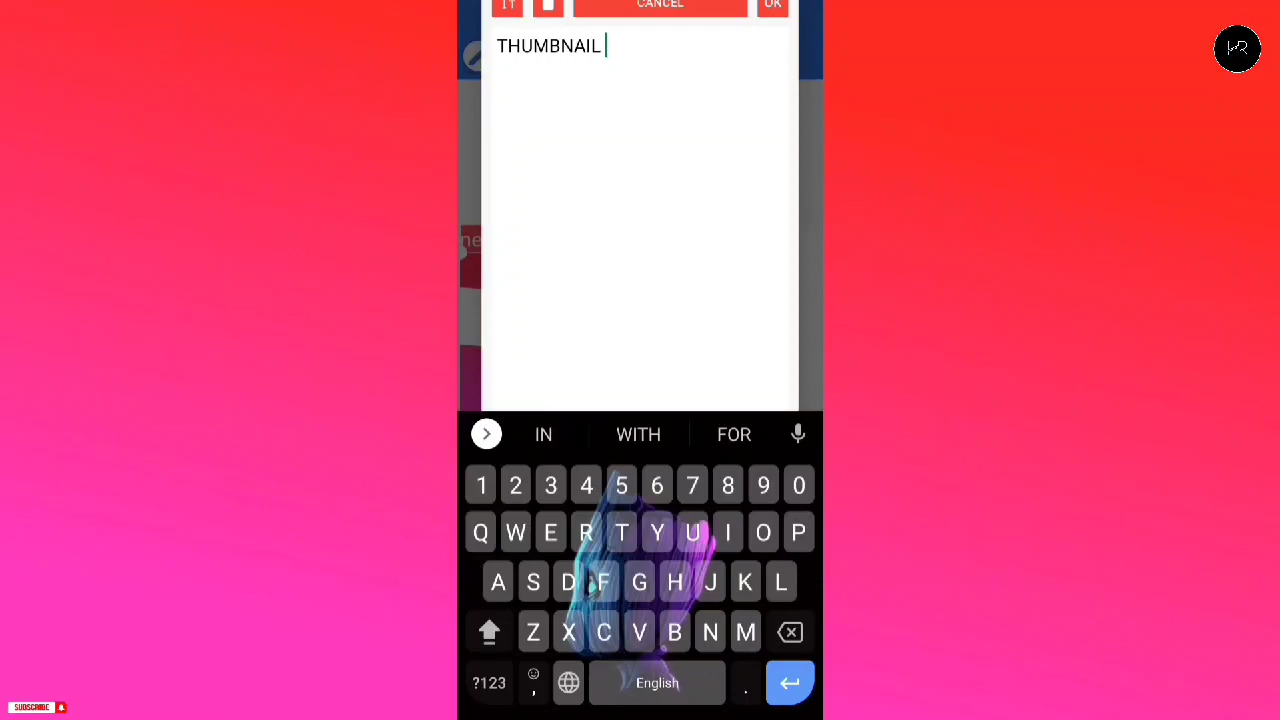 CANCEL
OK
THUMBNAIL
ne
IN WITH FOR
1 2 3 4 5 6 7 8 9 0
Q W E R T Y U I O P
A S D F G H J K L
Z X C V B N M
?123 , English .
SUBSCRIBE